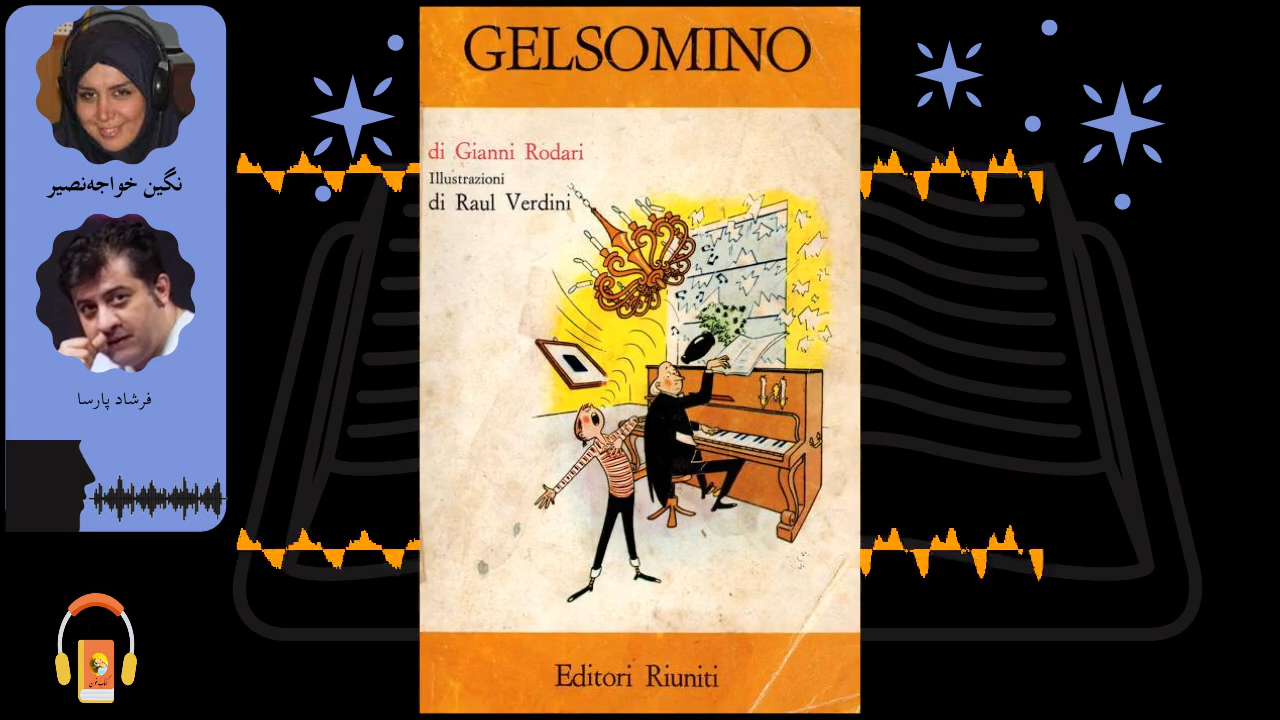 نگین خواجه‌نصیر
فرشاد پارسا
GELSOMINO
di Gianni Rodari
Illustrazioni
di Raul Verdini
Editori Riuniti